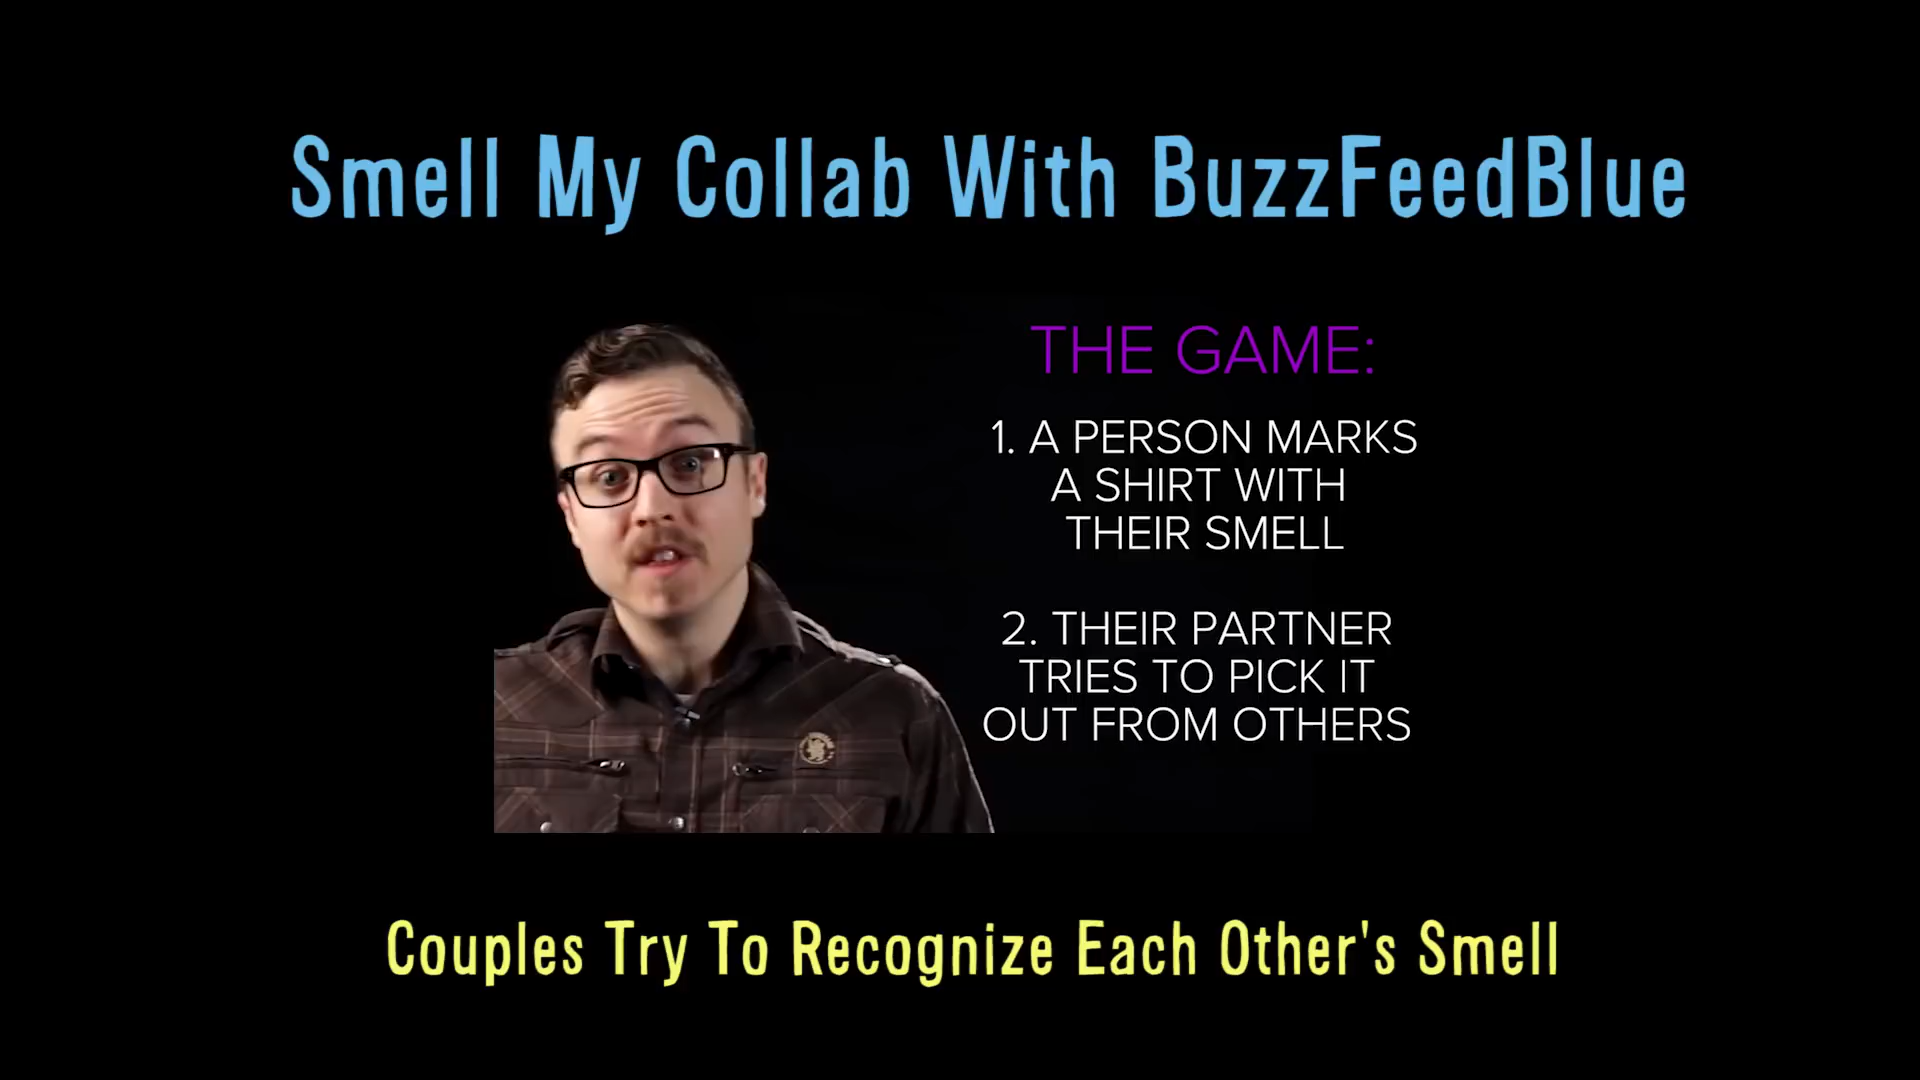 Smell My Collab With BuzzFeedBlue
THE GAME:
1. A PERSON MARKS
A SHIRT WITH
THEIR SMELL
2. THEIR PARTNER
TRIES TO PICK IT
OUT FROM OTHERS
Couples Try To Recognize Each Other's Smell